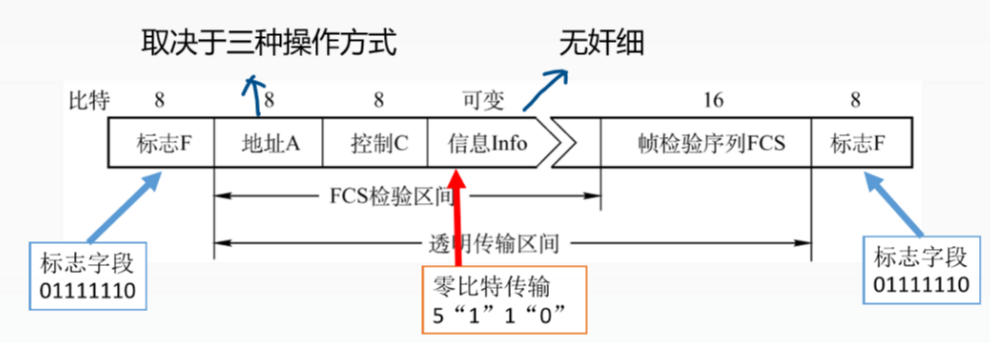 取决于三种操作方式
无奸细
比特 8 8 8 可变 16 8
标志F 地址A 控制C 信息Info 帧检验序列FCS 标志F
FCS检验区间
透明传输区间
标志字段
01111110
零比特传输
5“1”1“0”
标志字段
01111110